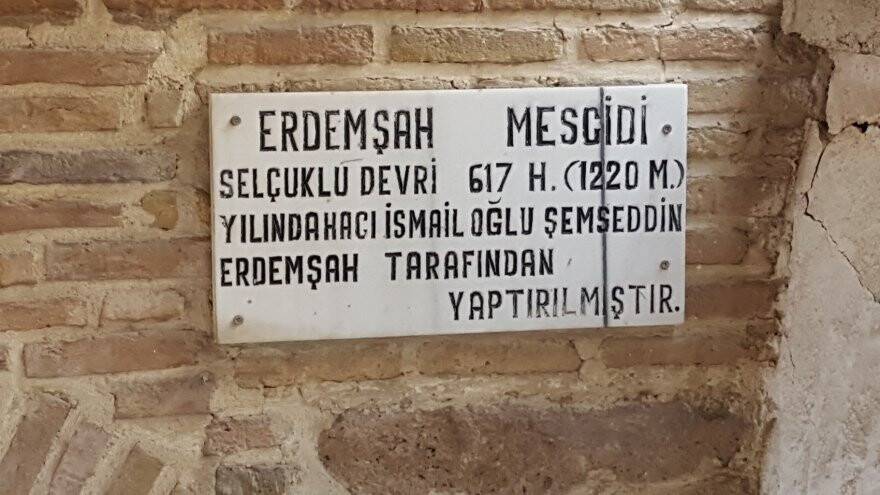 ERDEMŞAH MESCİDİ
SELÇUKLU DEVRİ 617 H. (1220 M.)
YILINDA HACI İSMAİL OĞLU ŞEMSEDDİN
ERDEMŞAH TARAFINDAN
YAPTIRILMIŞTIR.